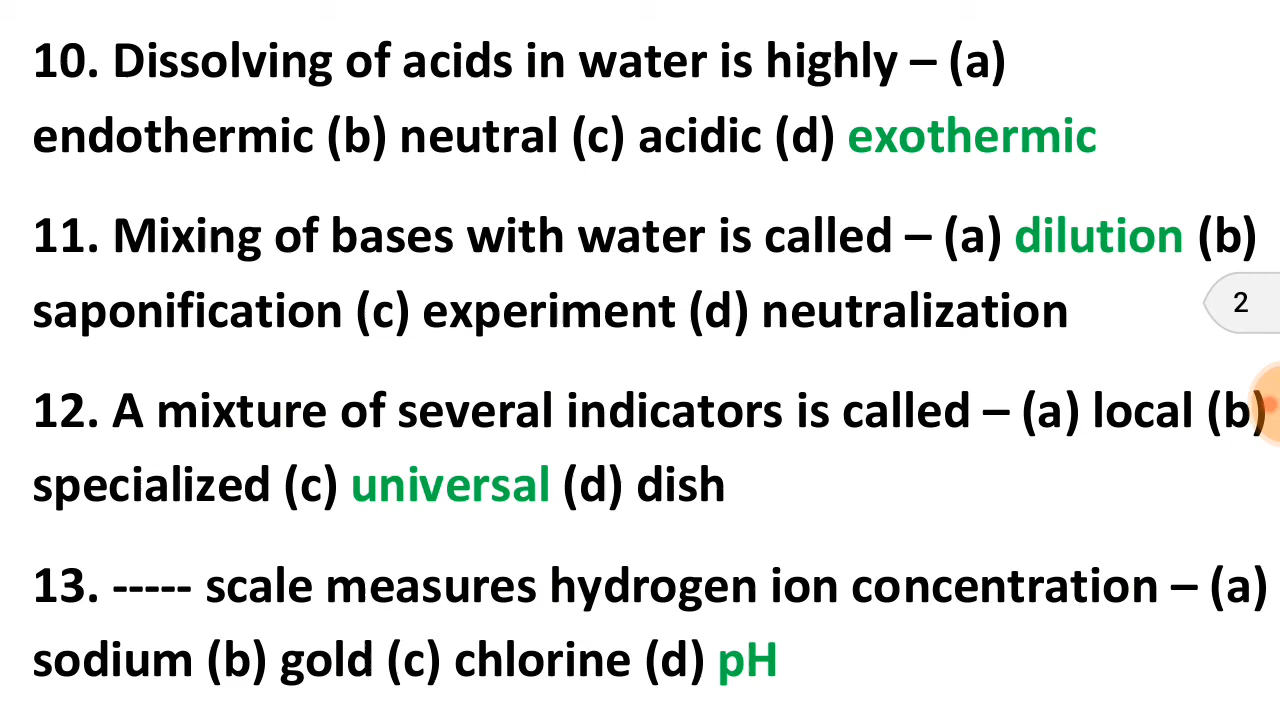 10. Dissolving of acids in water is highly – (a)
endothermic (b) neutral (c) acidic (d) exothermic
11. Mixing of bases with water is called – (a) dilution (b)
saponification (c) experiment (d) neutralization
2
12. A mixture of several indicators is called – (a) local (b)
specialized (c) universal (d) dish
13. ----- scale measures hydrogen ion concentration – (a)
sodium (b) gold (c) chlorine (d) pH